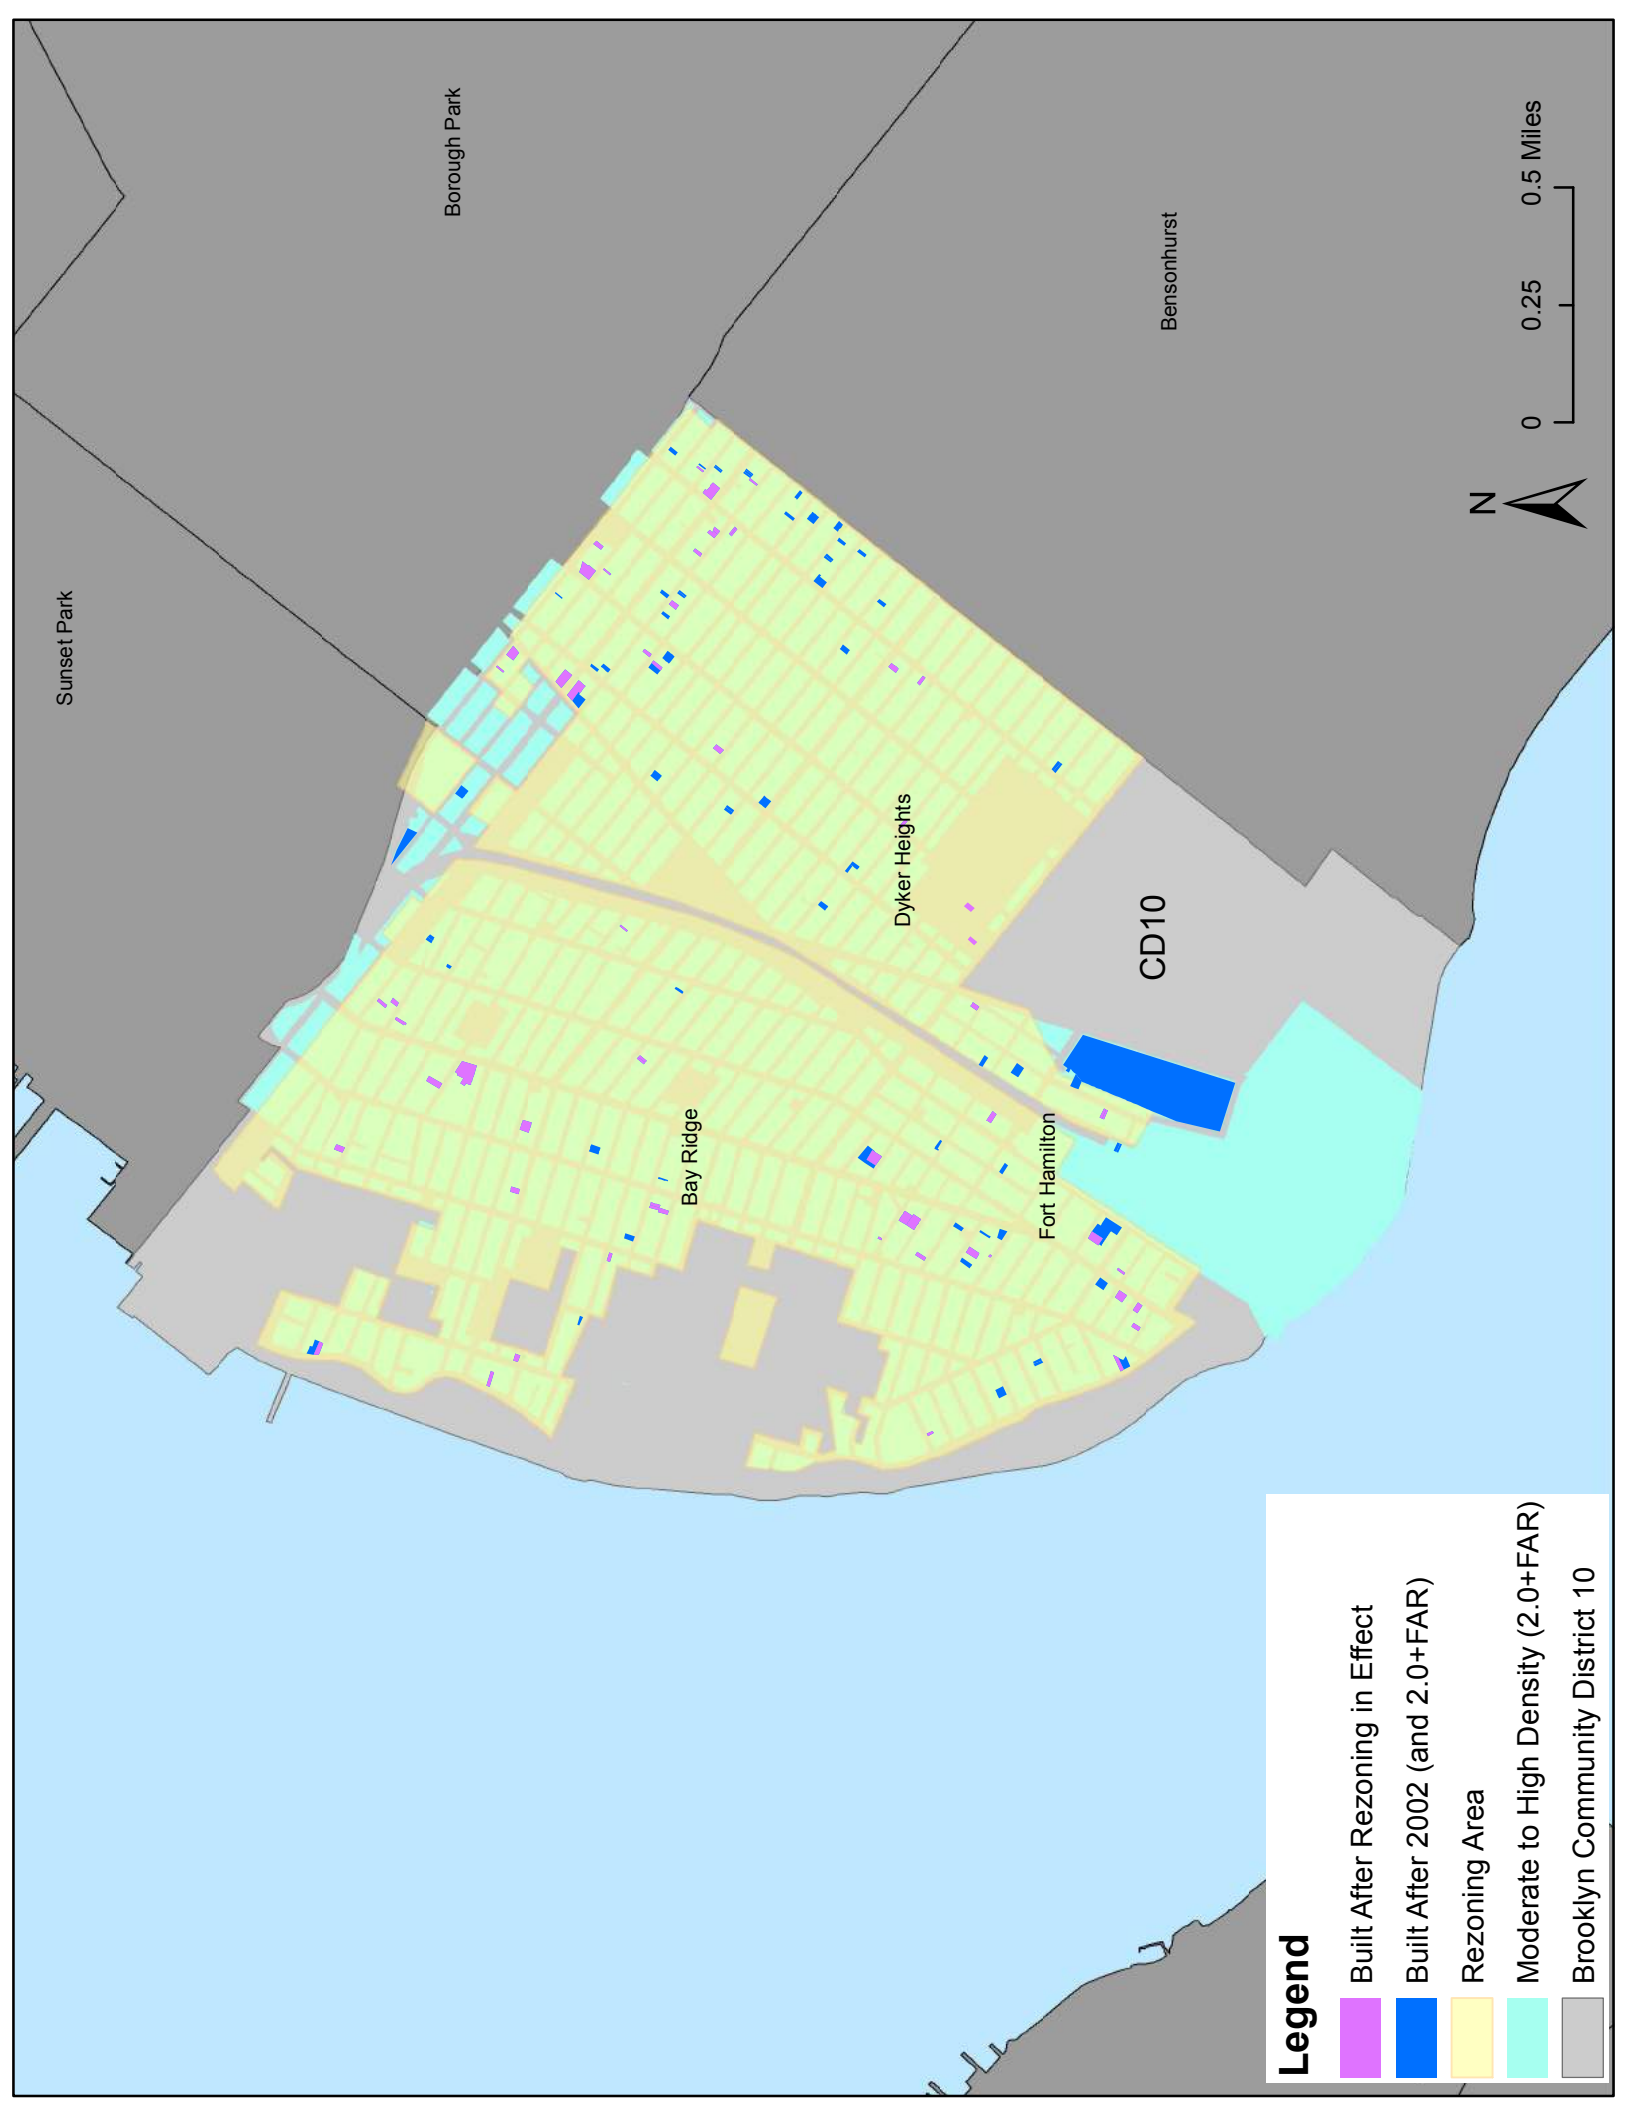 Sunset Park
Borough Park
Bensonhurst
Dyker Heights
Bay Ridge
Fort Hamilton
CD10
N
0 0.25 0.5 Miles
Legend
Built After Rezoning in Effect
Built After 2002 (and 2.0+FAR)
Rezoning Area
Moderate to High Density (2.0+FAR)
Brooklyn Community District 10